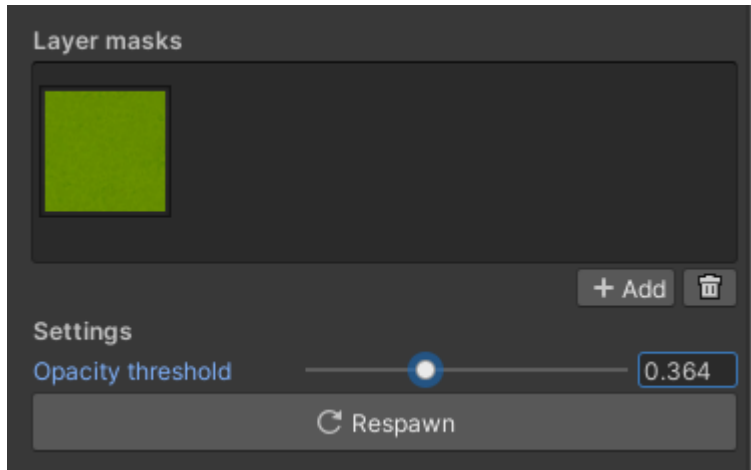 Layer masks
+ Add
Settings
Opacity threshold 0.364
Respawn